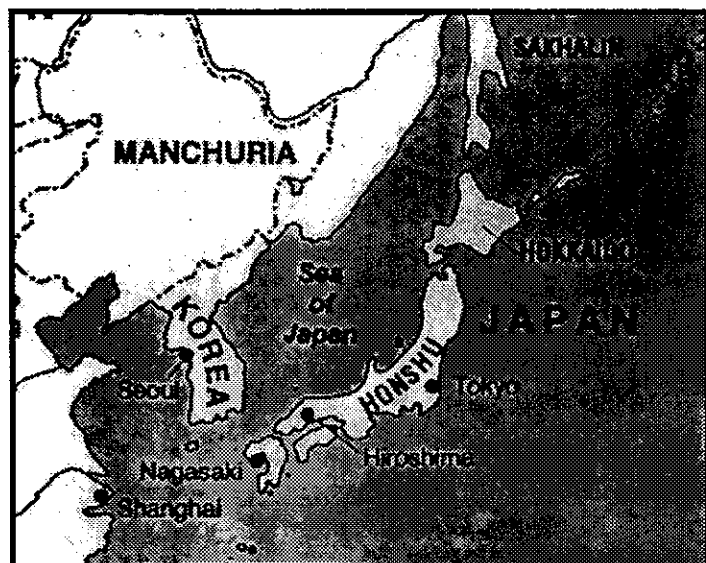 SAKHALIN
MANCHURIA
HOKKAIDO
Sea
of
Japan
KOREA
JAPAN
Seoul
HONSHU
Tokyo
Hiroshima
Nagasaki
Shanghai